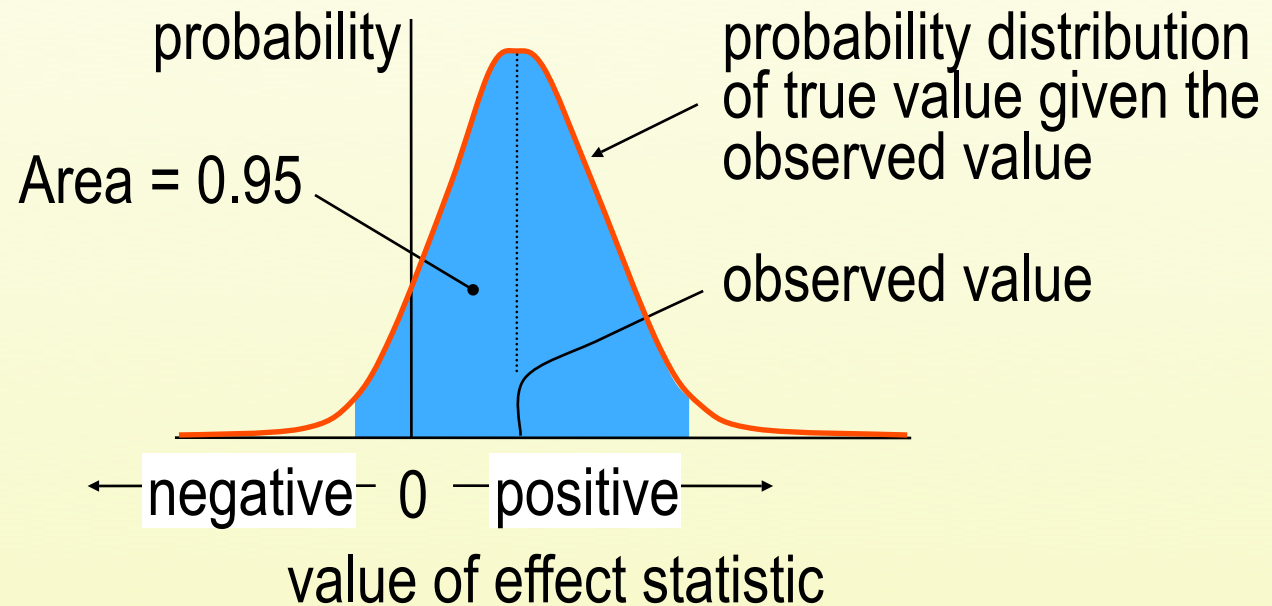 probability
probability distribution
of true value given the
observed value
Area = 0.95
observed value
negative 0 positive
value of effect statistic